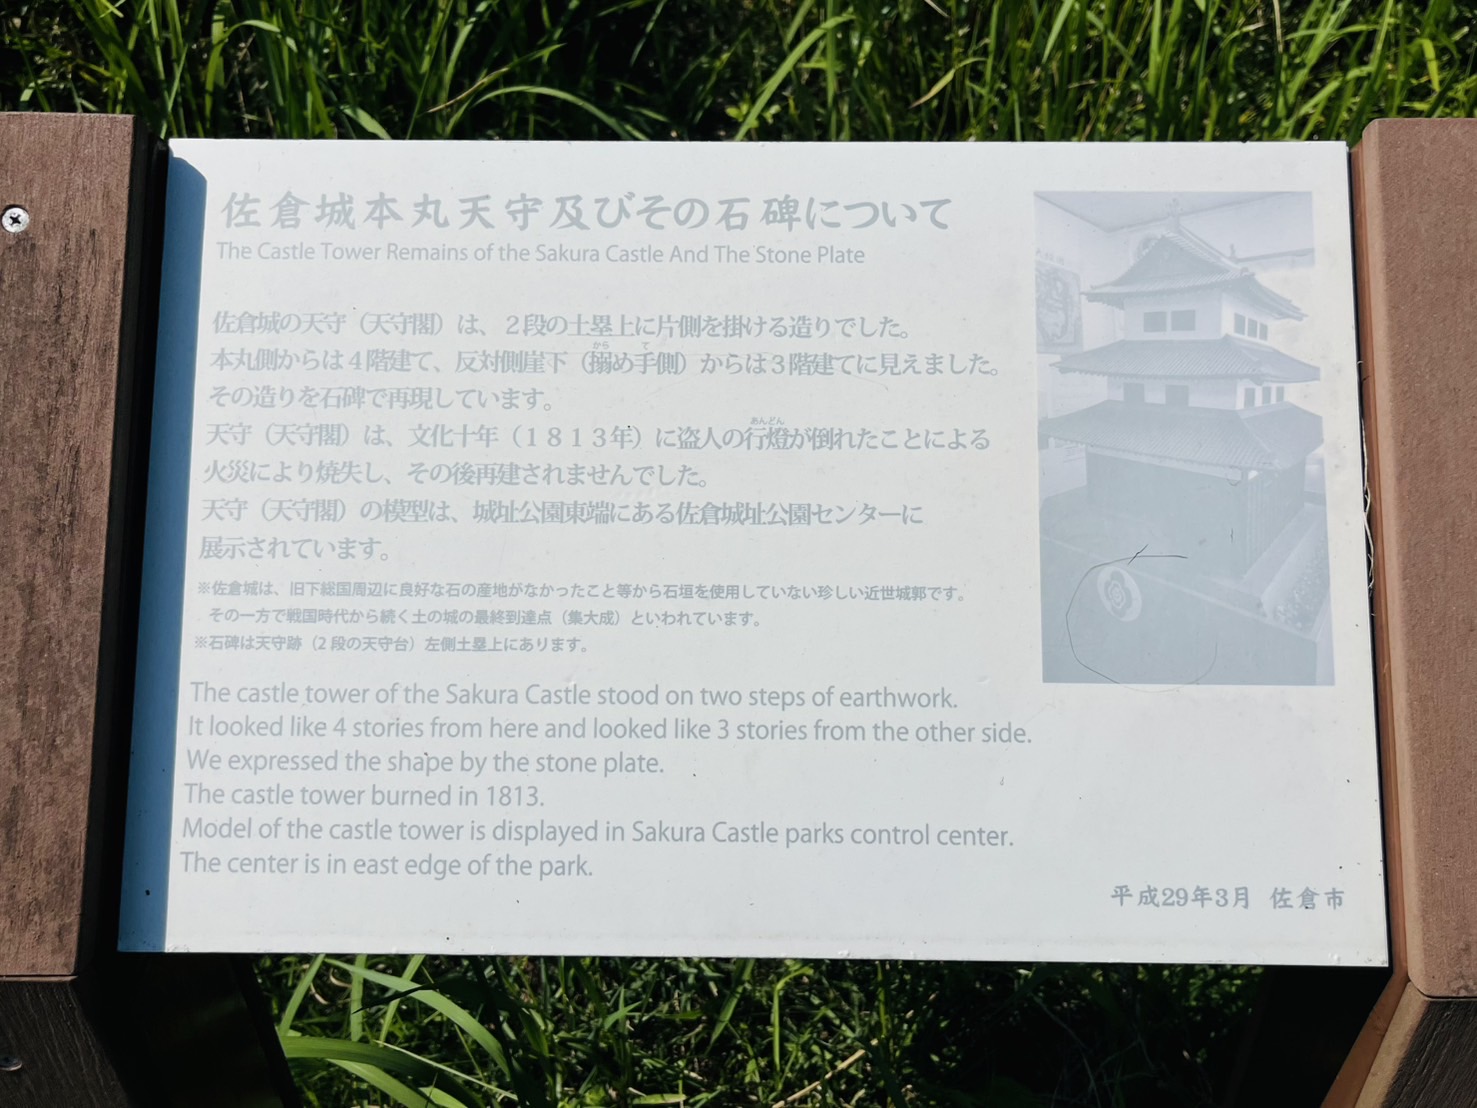 佐倉城本丸天守及びその石碑について
The Castle Tower Remains of the Sakura Castle And The Stone Plate
佐倉城の天守（天守閣）は、２段の土塁上に片側を掛ける造りでした。
本丸側からは４階建て、反対側崖下（搦め手側）からは３階建てに見えました。
からて
その造りを石碑で再現しています。
天守（天守閣）は、文化十年（１８１３年）に盗人の行燈が倒れたことによる
あんどん
火災により焼失し、その後再建されませんでした。
天守（天守閣）の模型は、城址公園東端にある佐倉城址公園センターに
展示されています。
※佐倉城は、旧下総国周辺に良好な石の産地がなかったこと等から石垣を使用していない珍しい近世城郭です。
その一方で戦国時代から続く土の城の最終到達点（集大成）といわれています。
※石碑は天守跡（2 段の天守台）左側土塁上にあります。
The castle tower of the Sakura Castle stood on two steps of earthwork.
It looked like 4 stories from here and looked like 3 stories from the other side.
We expressed the shape by the stone plate.
The castle tower burned in 1813.
Model of the castle tower is displayed in Sakura Castle parks control center.
The center is in east edge of the park.
平成29年3月 佐倉市